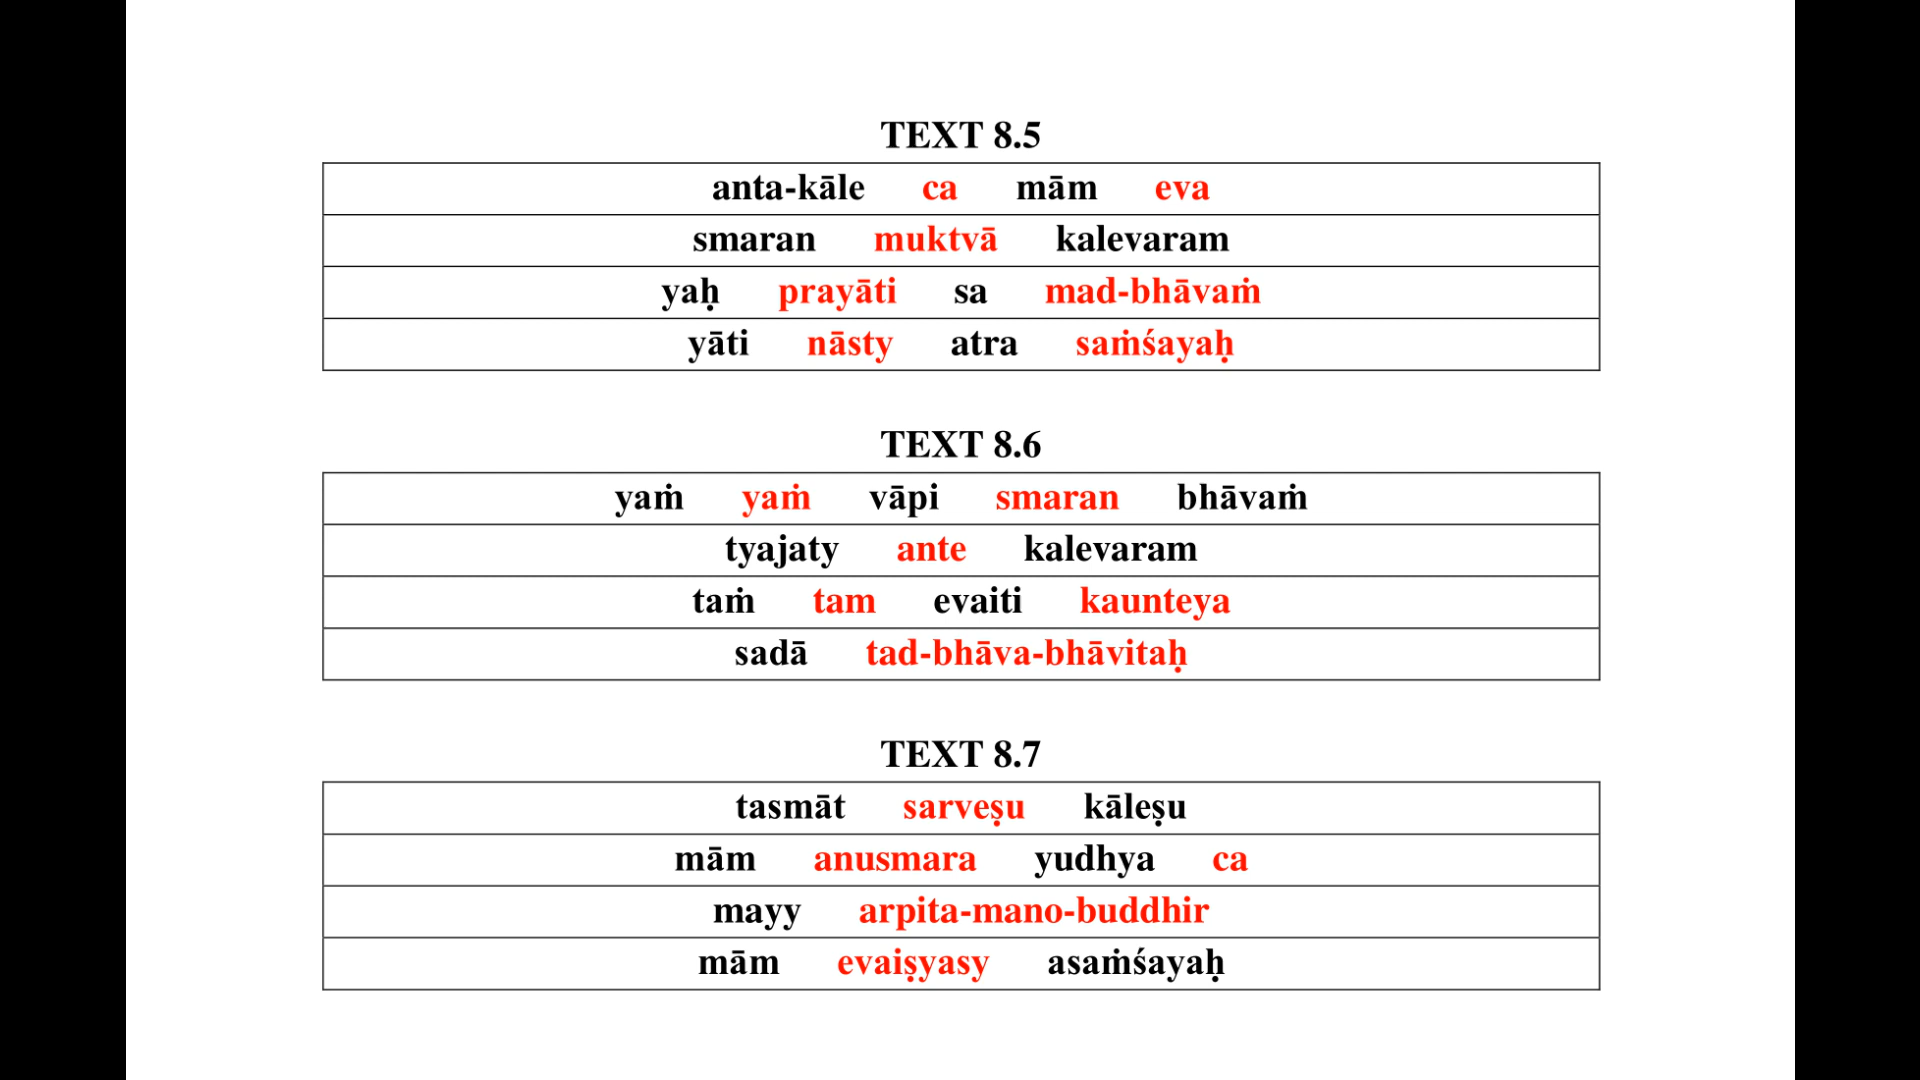 TEXT 8.5
anta-kāle ca mām eva
smaran muktvā kalevaram
yaḥ prayāti sa mad-bhāvaṁ
yāti nāsty atra saṁśayaḥ
TEXT 8.6
yaṁ yaṁ vāpi smaran bhāvaṁ
tyajaty ante kalevaram
taṁ tam evaiti kaunteya
sadā tad-bhāva-bhāvitaḥ
TEXT 8.7
tasmāt sarveṣu kāleṣu
mām anusmara yudhya ca
mayy arpita-mano-buddhir
mām evaiṣyasy asaṁśayaḥ